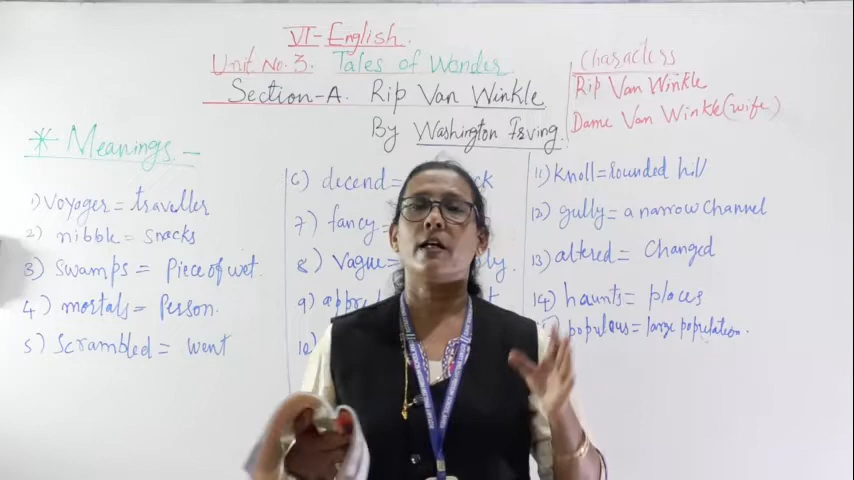 VI - English.
Unit No. 3. Tales of Wonder
Section-A. Rip Van Winkle
By Washington Irving.
Characters
Rip Van Winkle
Dame Van Winkle (wife)
* Meanings -
1) Voyoger = traveller
2) nibble = snacks
3) swamps = Piece of wet.
4) mortals = Person.
5) scrambled = went
6) decend =
7) fancy =
8) Vague =
9)
10
11) Knoll = rounded hill
12) gully = a narrow channel
13) altered = Changed
14) haunts = places
populous = large population.